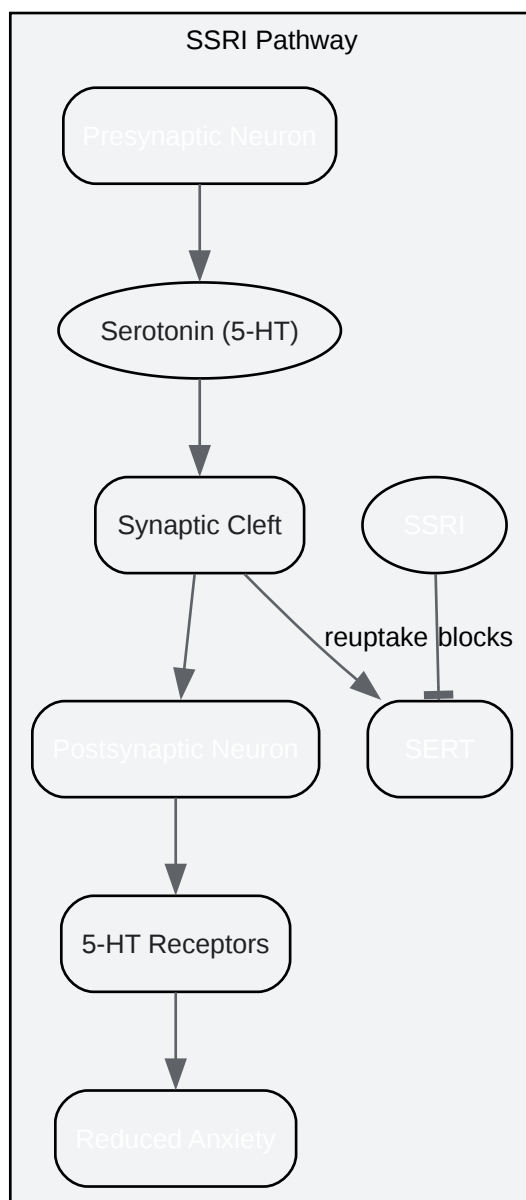 SSRI Pathway
Presynaptic Neuron
Serotonin (5-HT)
Synaptic Cleft
SSRI
reuptake
blocks
Postsynaptic Neuron
SERT
5-HT Receptors
Reduced Anxiety